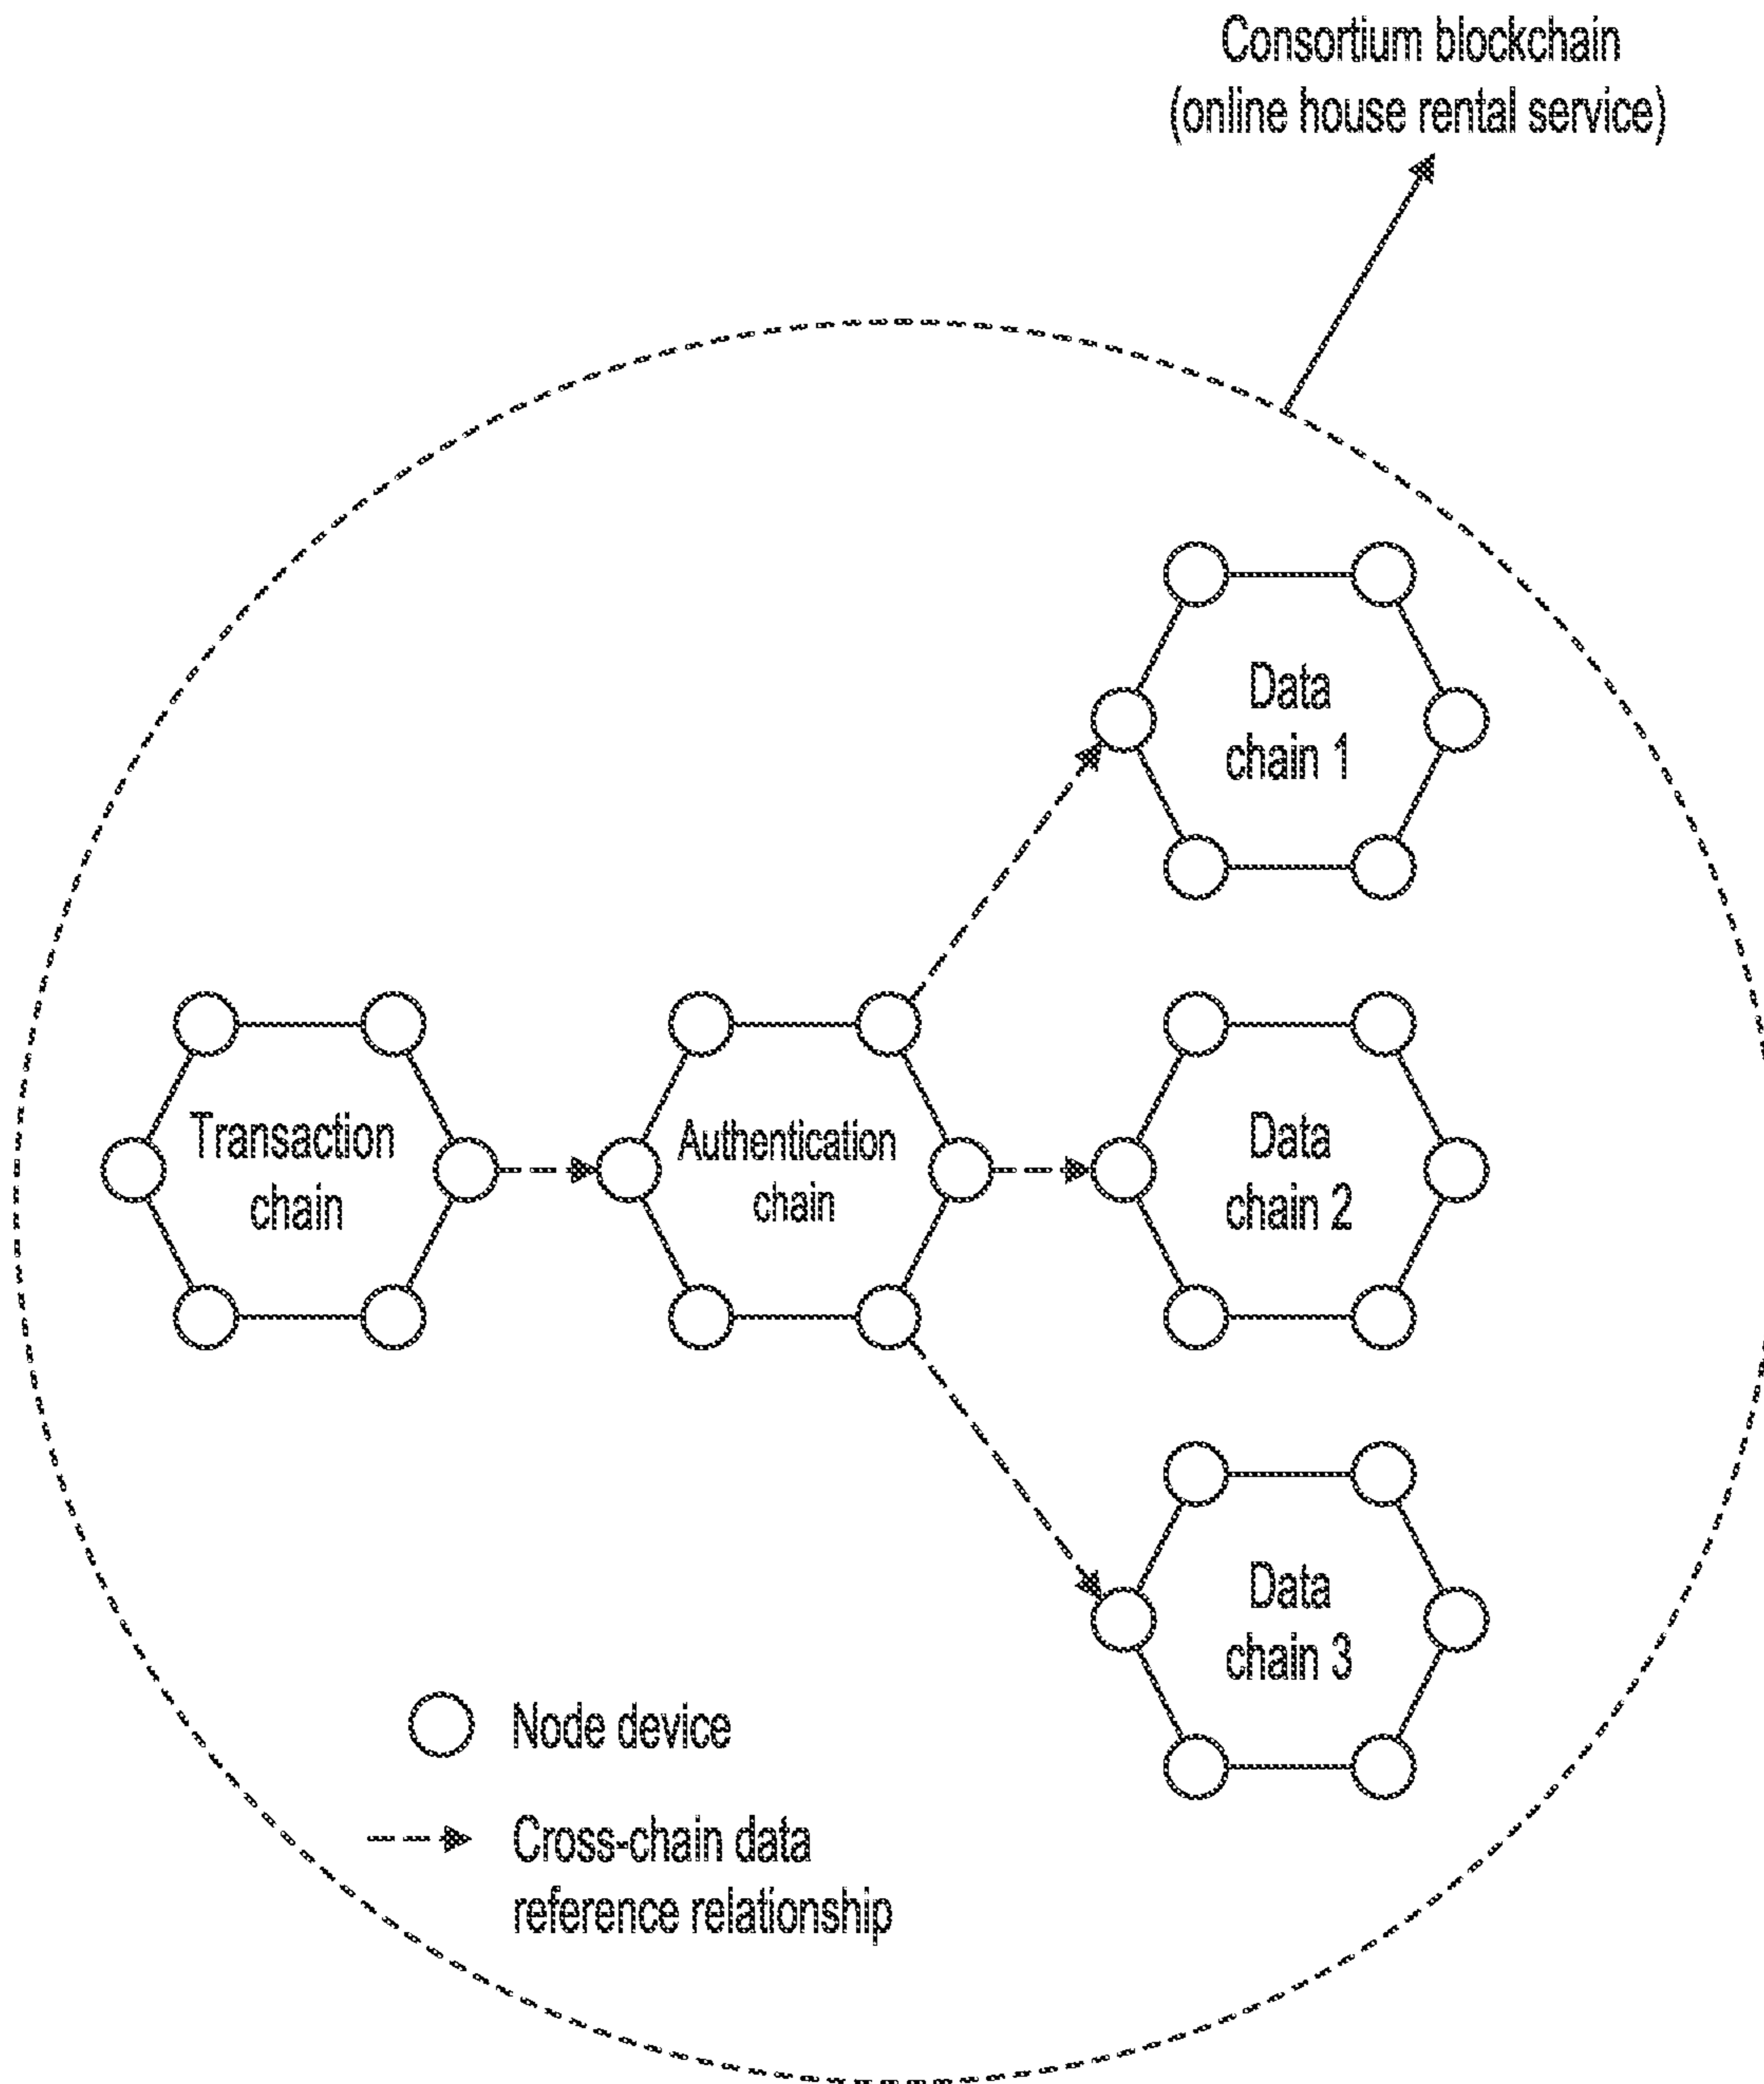 Consortium blockchain
(online house rental service)
Data
chain 1
Transaction
chain
Authentication
chain
Data
chain 2
Data
chain 3
Node device
Cross-chain data
reference relationship